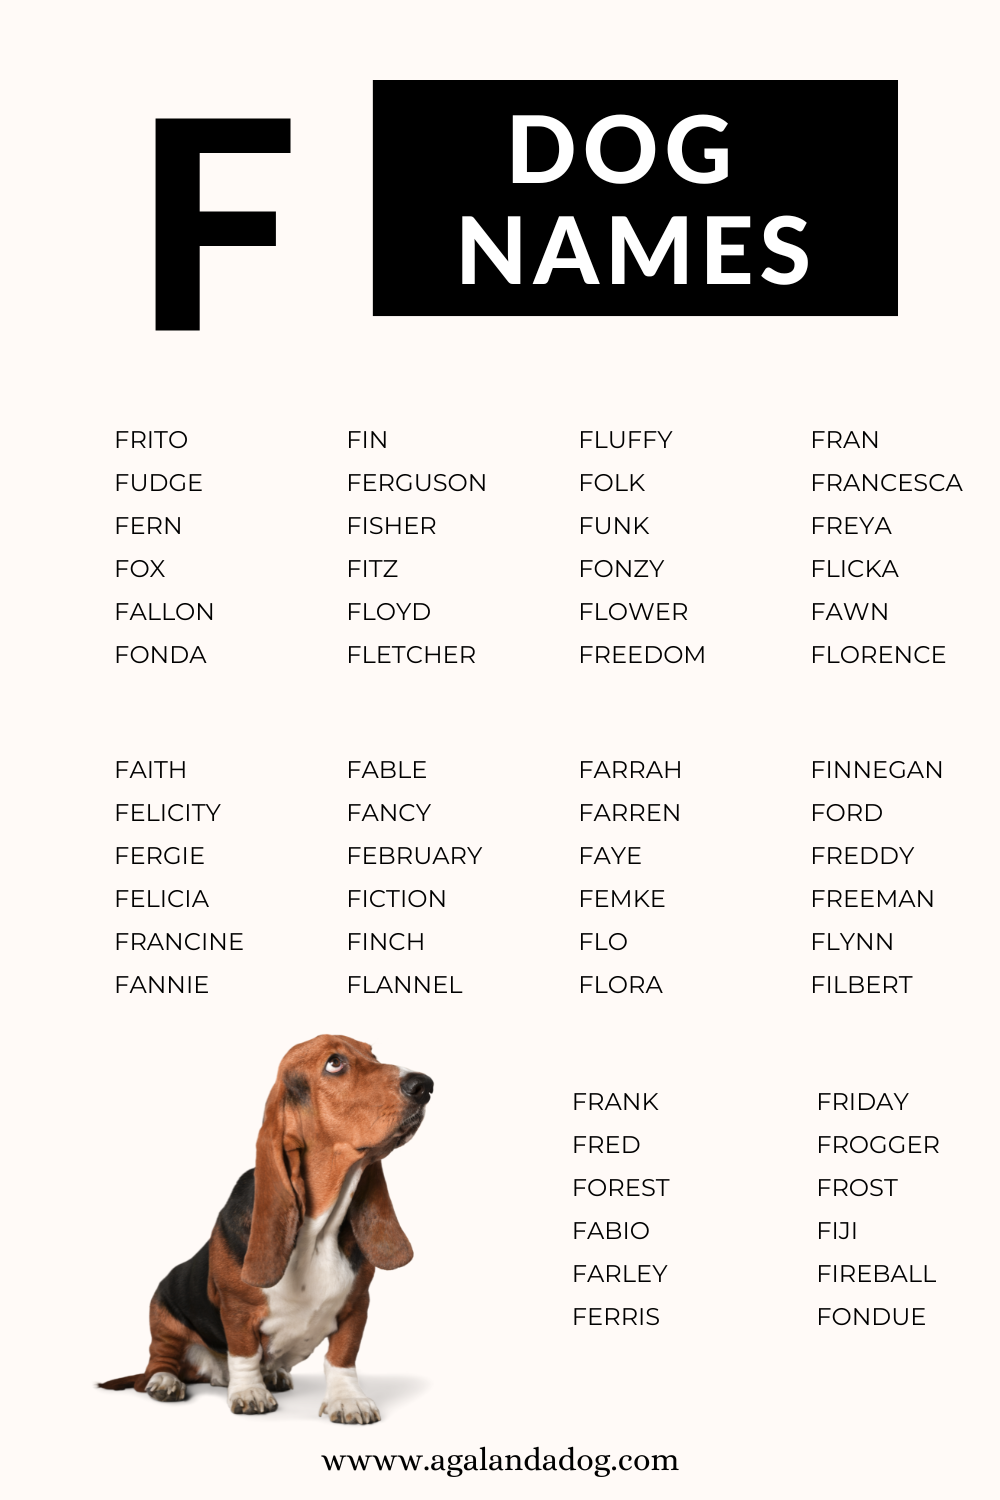 F
DOG
NAMES
FRITO
FUDGE
FERN
FOX
FALLON
FONDA
FIN
FERGUSON
FISHER
FITZ
FLOYD
FLETCHER
FLUFFY
FOLK
FUNK
FONZY
FLOWER
FREEDOM
FRAN
FRANCESCA
FREYA
FLICKA
FAWN
FLORENCE
FAITH
FELICITY
FERGIE
FELICIA
FRANCINE
FANNIE
FABLE
FANCY
FEBRUARY
FICTION
FINCH
FLANNEL
FARRAH
FARREN
FAYE
FEMKE
FLO
FLORA
FINNEGAN
FORD
FREDDY
FREEMAN
FLYNN
FILBERT
FRANK
FRED
FOREST
FABIO
FARLEY
FERRIS
FRIDAY
FROGGER
FROST
FIJI
FIREBALL
FONDUE
wwww.agalandadog.com